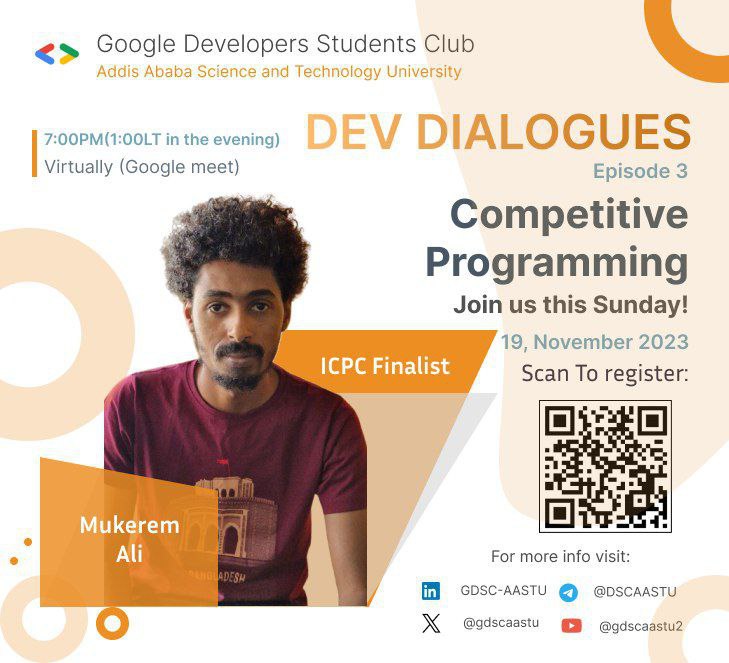 Google Developers Students Club
Addis Ababa Science and Technology University
7:00PM(1:00LT in the evening)
Virtually (Google meet)
DEV DIALOGUES
Episode 3
Competitive
Programming
Join us this Sunday!
19, November 2023
Scan To register:
ICPC Finalist
Mukerem
Ali
BANGLADESH
For more info visit:
GDSC-AASTU
@DSCAASTU
@gdscaastu
@gdscaastu2